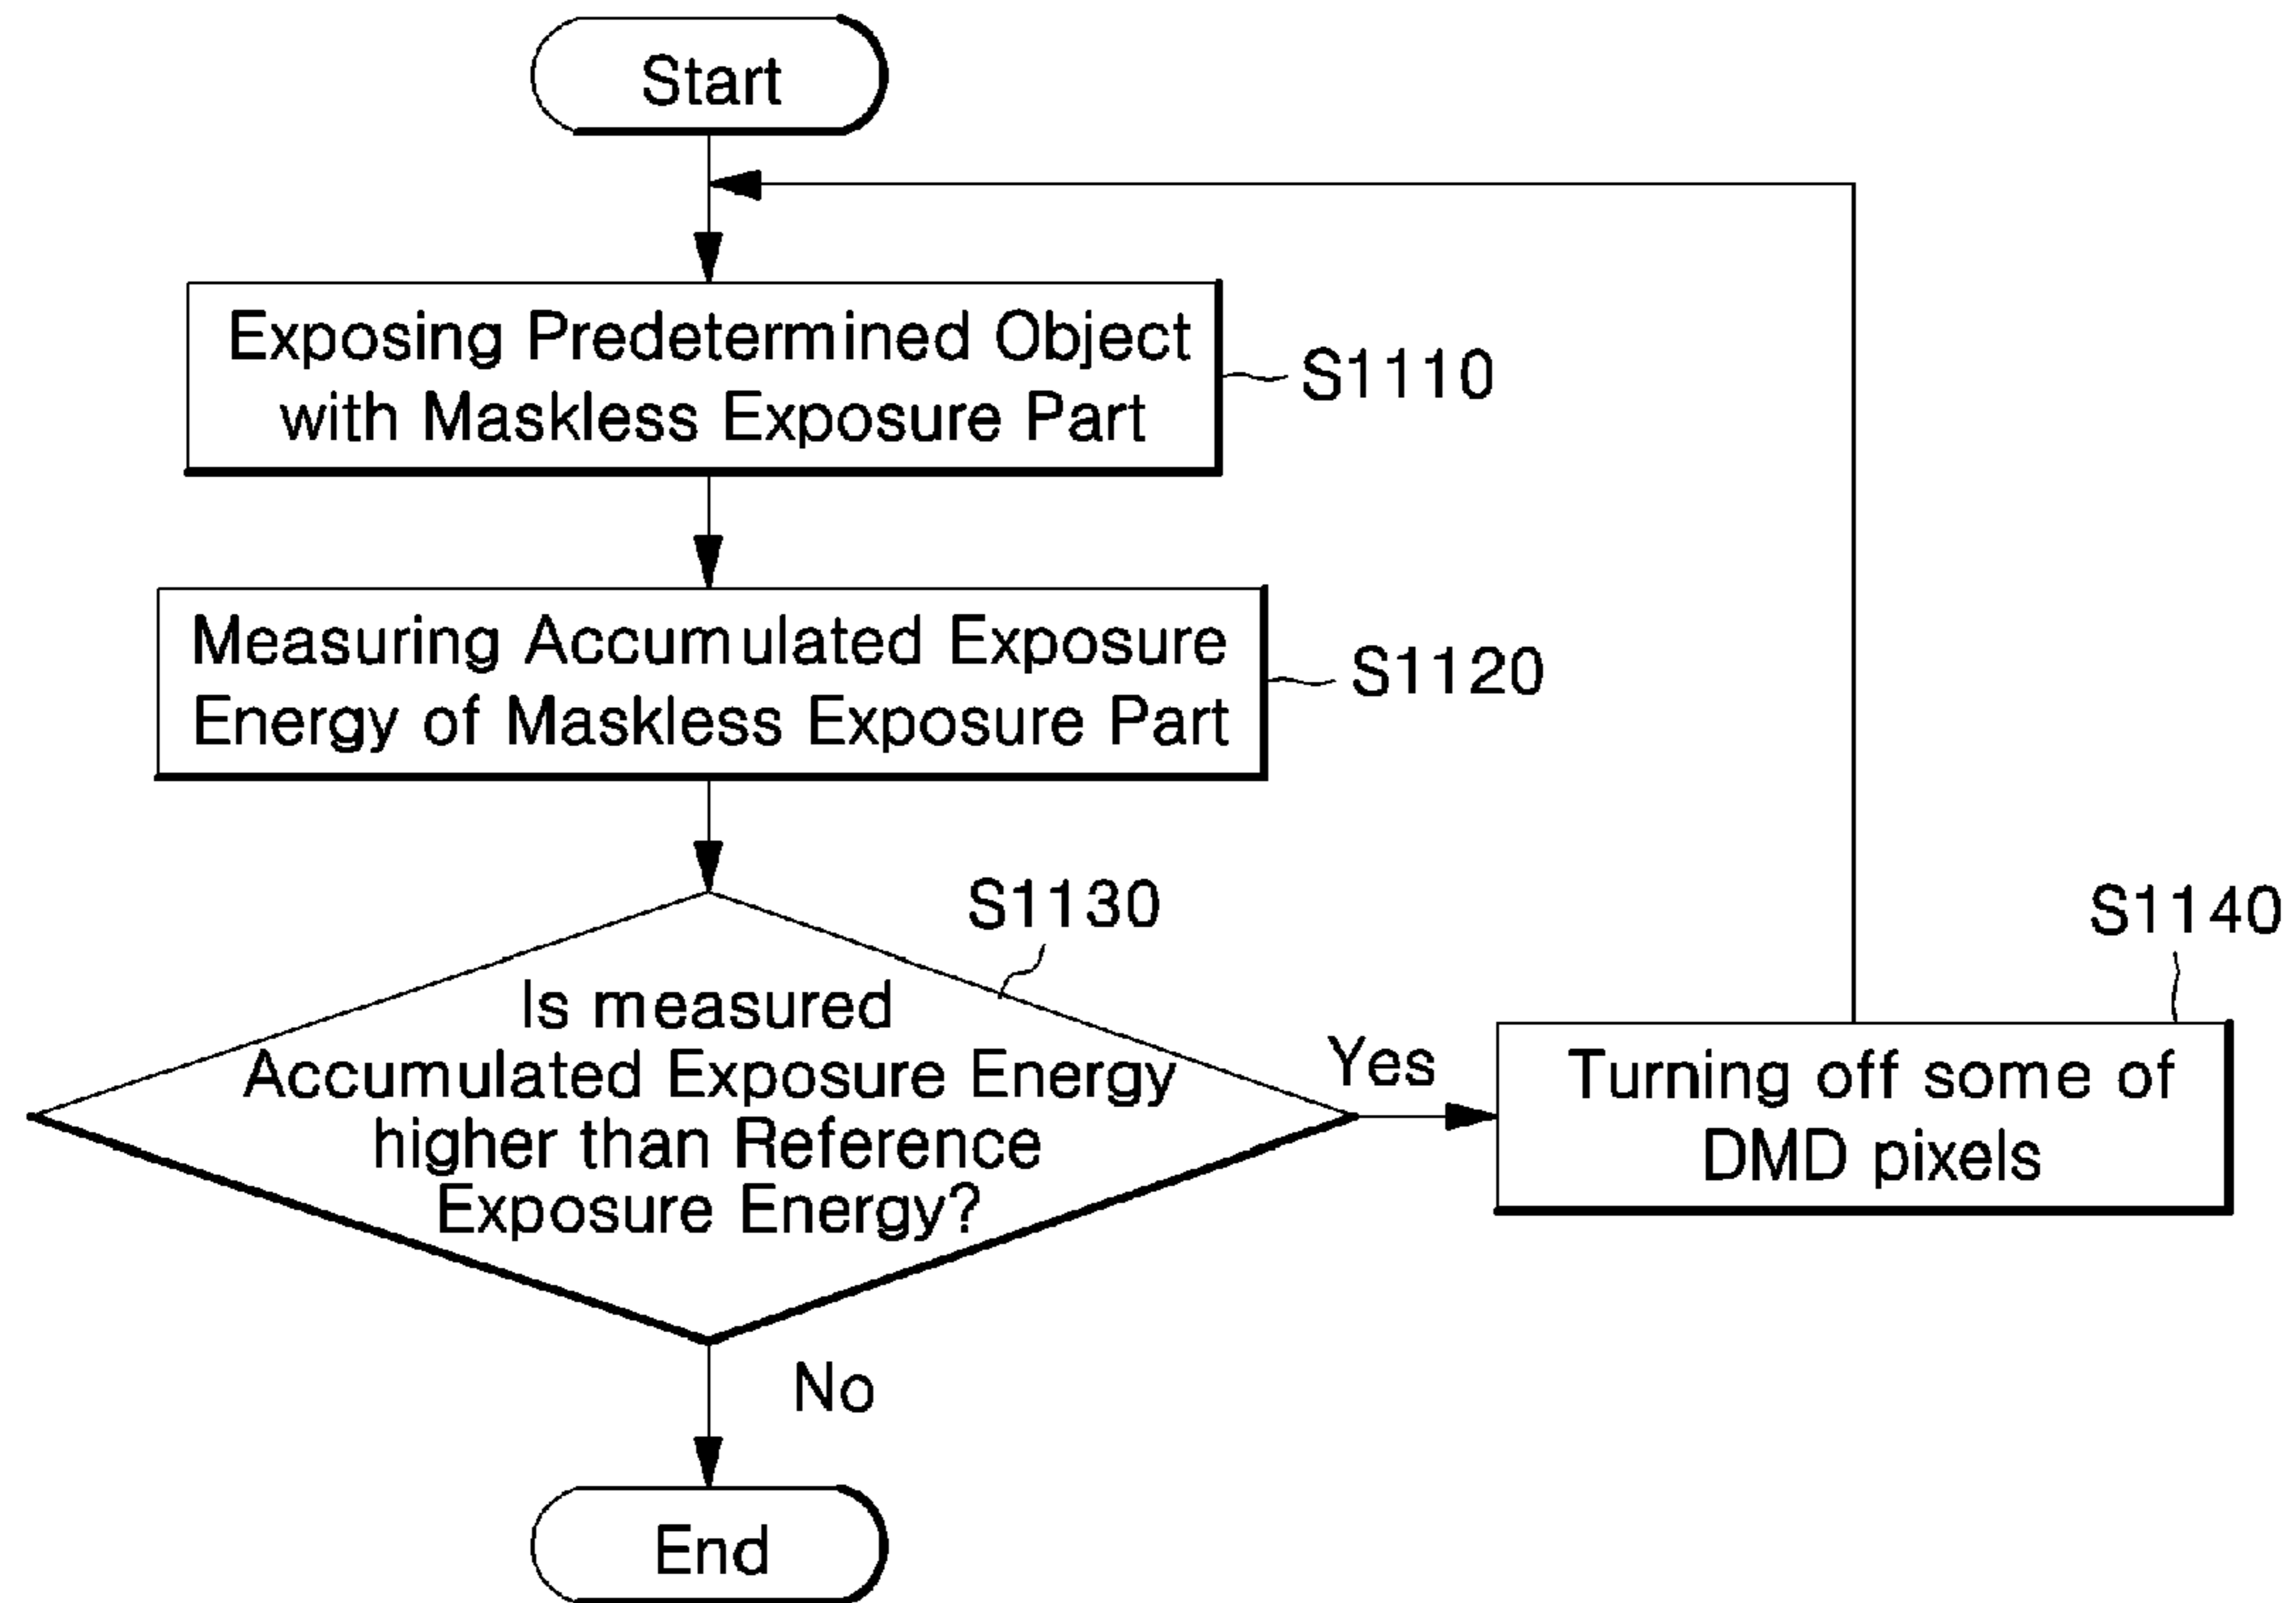 Start
Exposing Predetermined Object
with Maskless Exposure Part
S1110
Measuring Accumulated Exposure
Energy of Maskless Exposure Part
S1120
S1130
Is measured
Accumulated Exposure Energy
higher than Reference
Exposure Energy?
Yes
S1140
Turning off some of
DMD pixels
No
End